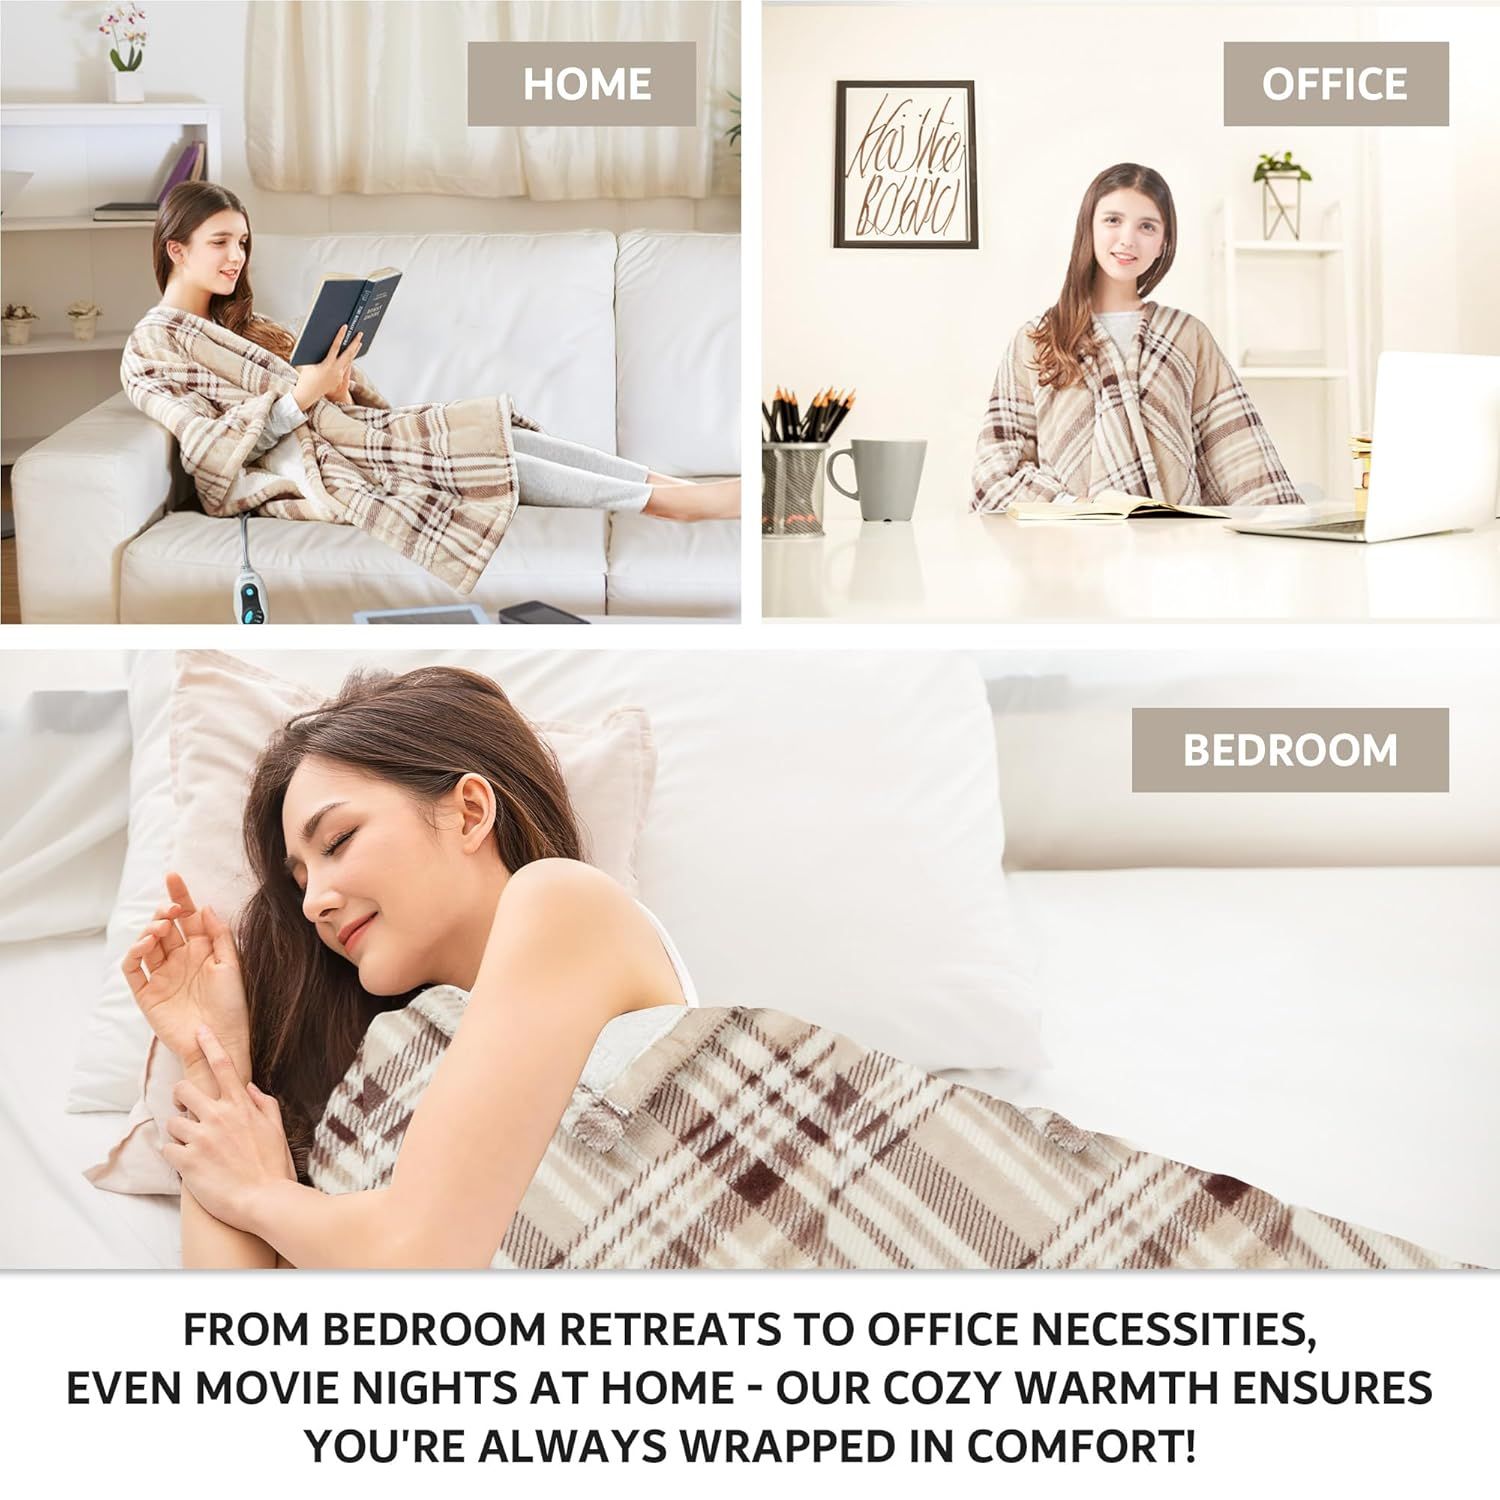 HOME
OFFICE
BEDROOM
FROM BEDROOM RETREATS TO OFFICE NECESSITIES,
EVEN MOVIE NIGHTS AT HOME - OUR COZY WARMTH ENSURES
YOU'RE ALWAYS WRAPPED IN COMFORT!